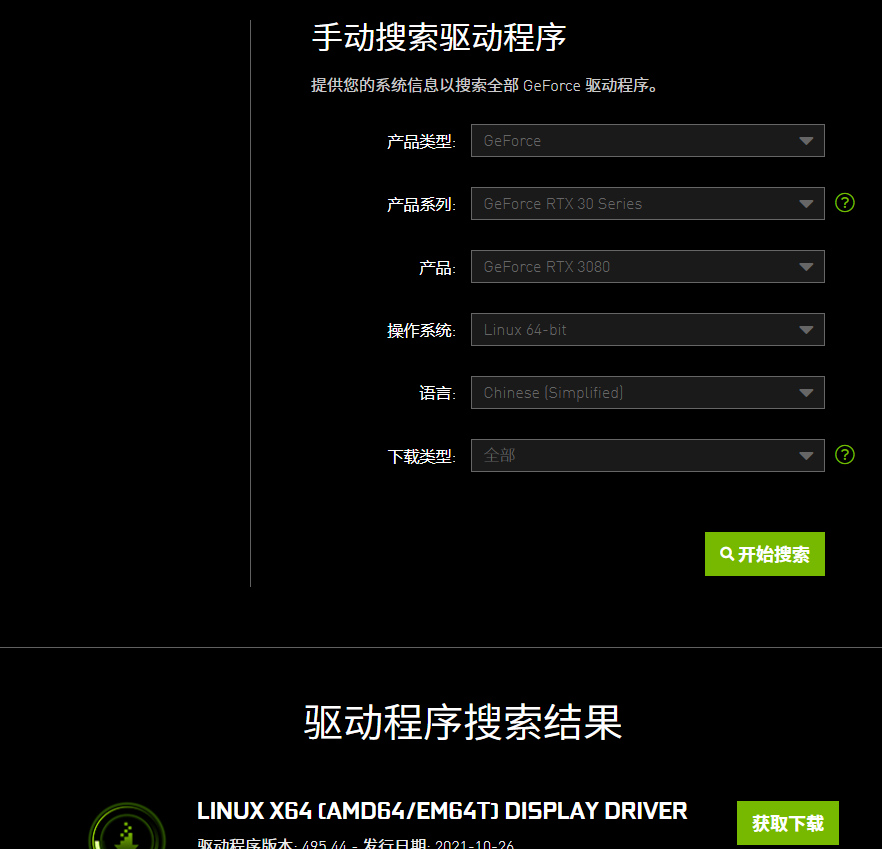 手动搜索驱动程序
提供您的系统信息以搜索全部 GeForce 驱动程序。
产品类型: GeForce
产品系列: GeForce RTX 30 Series ?
产品: GeForce RTX 3080
操作系统: Linux 64-bit
语言: Chinese (Simplified)
下载类型: 全部 ?
开始搜索
驱动程序搜索结果
LINUX X64 (AMD64/EM64T) DISPLAY DRIVER
获取下载
驱动程序版本: 495.44 - 发行日期: 2021-10-26